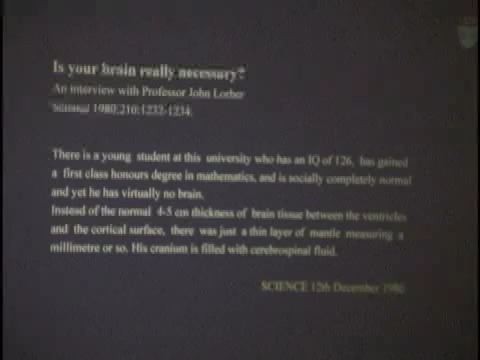 Is your brain really necessary?
An interview with Professor John Lorber
Science 1980;210:1232-1234.
There is a young student at this university who has an IQ of 126, has gained
a first class honours degree in mathematics, and is socially completely normal
and yet he has virtually no brain.
Instead of the normal 4-5 cm thickness of brain tissue between the ventricles
and the cortical surface, there was just a thin layer of mantle measuring a
millimetre or so. His cranium is filled with cerebrospinal fluid.
SCIENCE 12th December 1980